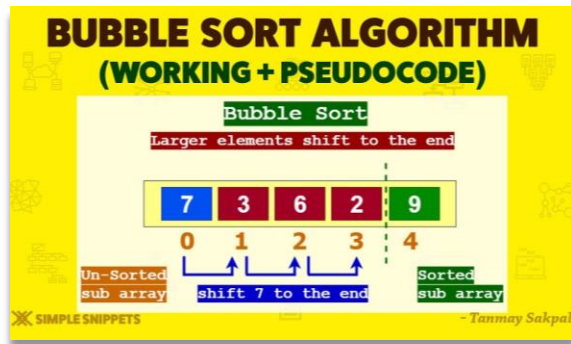 BUBBLE SORT ALGORITHM
(WORKING + PSEUDOCODE)
Bubble Sort
Larger elements shift to the end
7 3 6 2 9
0 1 2 3 4
Un-Sorted
sub array
shift 7 to the end
Sorted
sub array
SIMPLE SNIPPETS
- Tanmay Sakpal